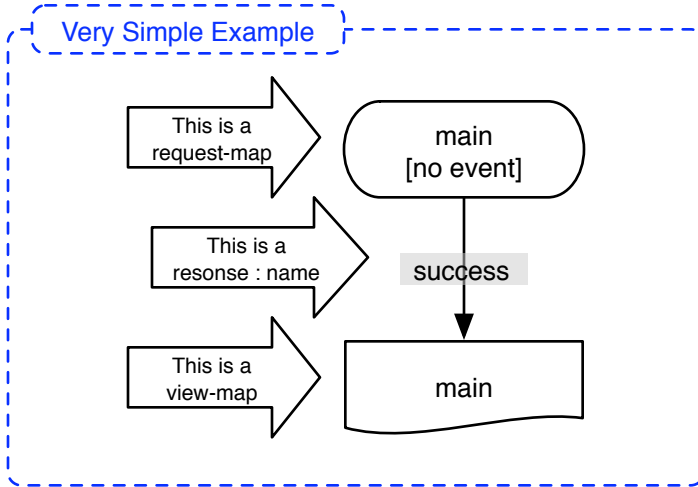 Very Simple Example
This is a
request-map
main
[no event]
This is a
resonse : name
success
This is a
view-map
main